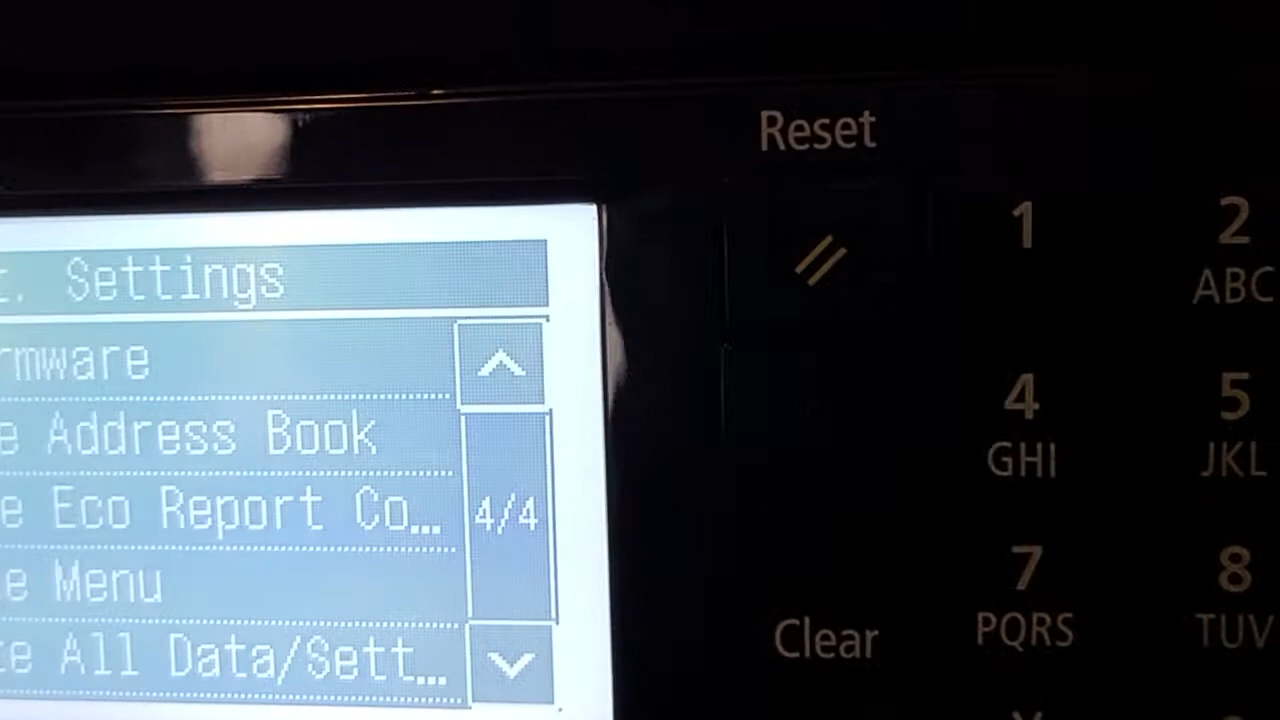 t. Settings
rmware
e Address Book
e Eco Report Co...
e Menu
te All Data/Sett...
4/4
Reset
1
2
ABC
4
GHI
5
JKL
7
PQRS
8
TUV
Clear